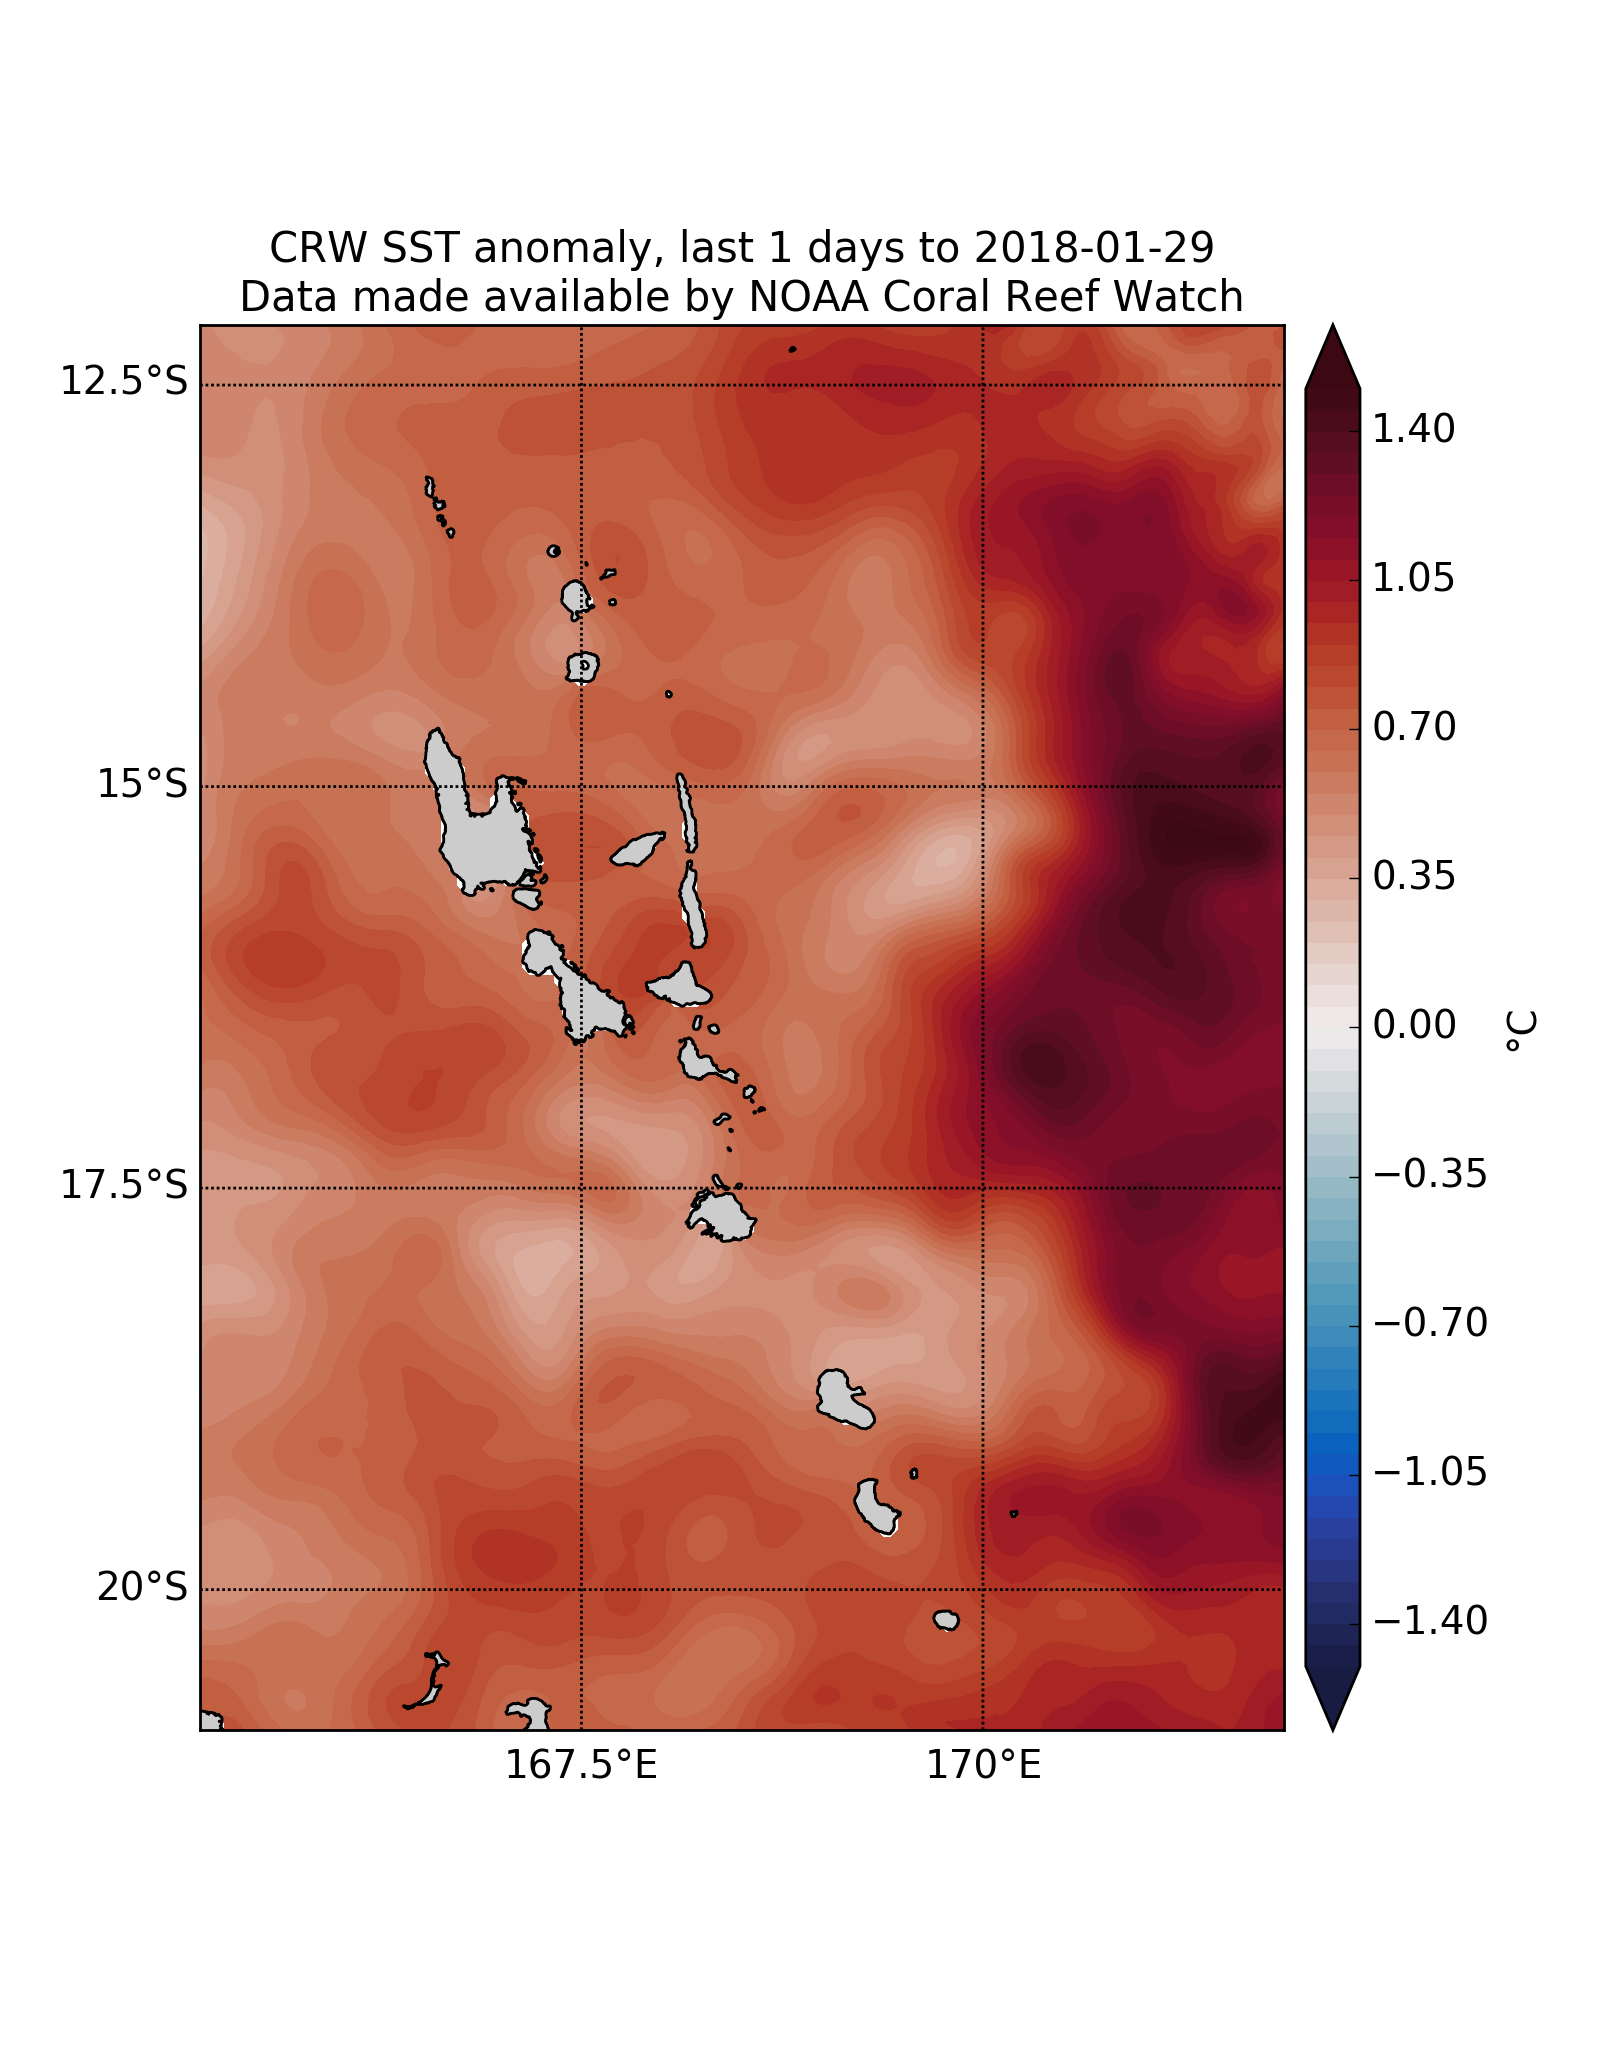 CRW SST anomaly, last 1 days to 2018-01-29
Data made available by NOAA Coral Reef Watch
12.5°S
15°S
17.5°S
20°S
167.5°E
170°E
1.40
1.05
0.70
0.35
0.00
−0.35
−0.70
−1.05
−1.40
°C